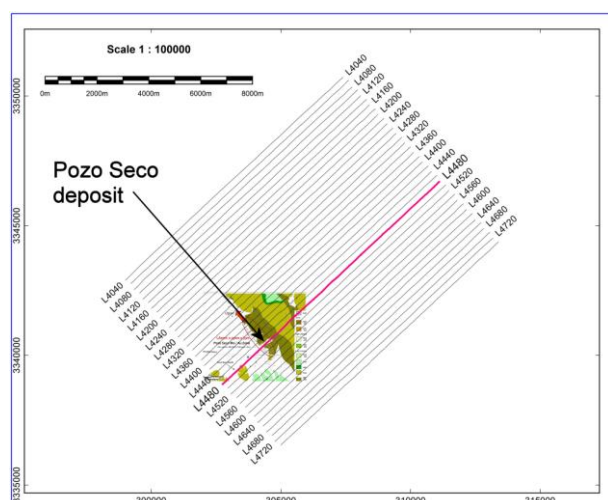 Scale 1 : 100000
0m 2000m 4000m 6000m 8000m
Pozo Seco
deposit
L4040
L4080
L4120
L4160
L4200
L4240
L4280
L4320
L4360
L4400
L4440
L4480
L4520
L4560
L4600
L4640
L4680
L4720
L4040
L4080
L4120
L4160
L4200
L4240
L4280
L4320
L4360
L4400
L4440
L4480
L4520
L4560
L4600
L4640
L4680
L4720
3350000
3345000
3340000
3335000
300000 305000 310000 315000